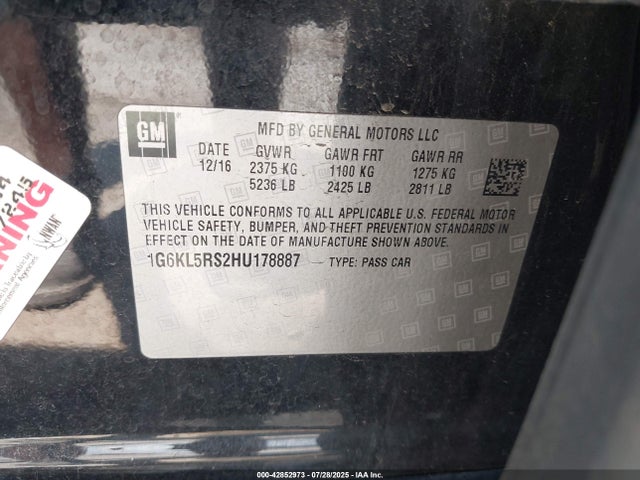 GM
MFD BY GENERAL MOTORS LLC
DATE GVWR GAWR FRT GAWR RR
12/16 2375 KG 1100 KG 1275 KG
5236 LB 2425 LB 2811 LB
THIS VEHICLE CONFORMS TO ALL APPLICABLE U.S. FEDERAL MOTOR
VEHICLE SAFETY, BUMPER, AND THEFT PREVENTION STANDARDS IN
EFFECT ON THE DATE OF MANUFACTURE SHOWN ABOVE.
1G6KL5RS2HU178887 TYPE: PASS CAR
000-42852973 07/28/2025 - IAA Inc.